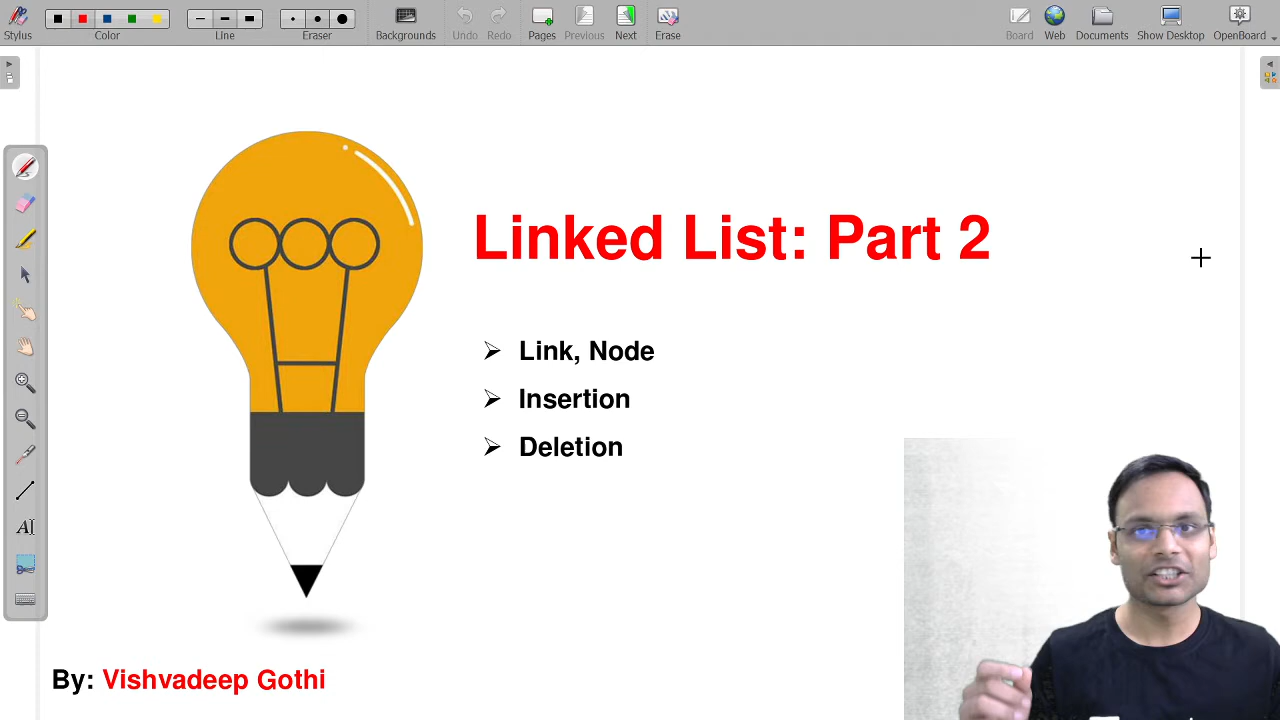 Stylus
Color
Line
Eraser
Backgrounds
Undo
Redo
Pages
Previous
Next
Erase
Board
Web
Documents
Show Desktop
OpenBoard
Linked List: Part 2
Link, Node
Insertion
Deletion
AI
By: Vishvadeep Gothi